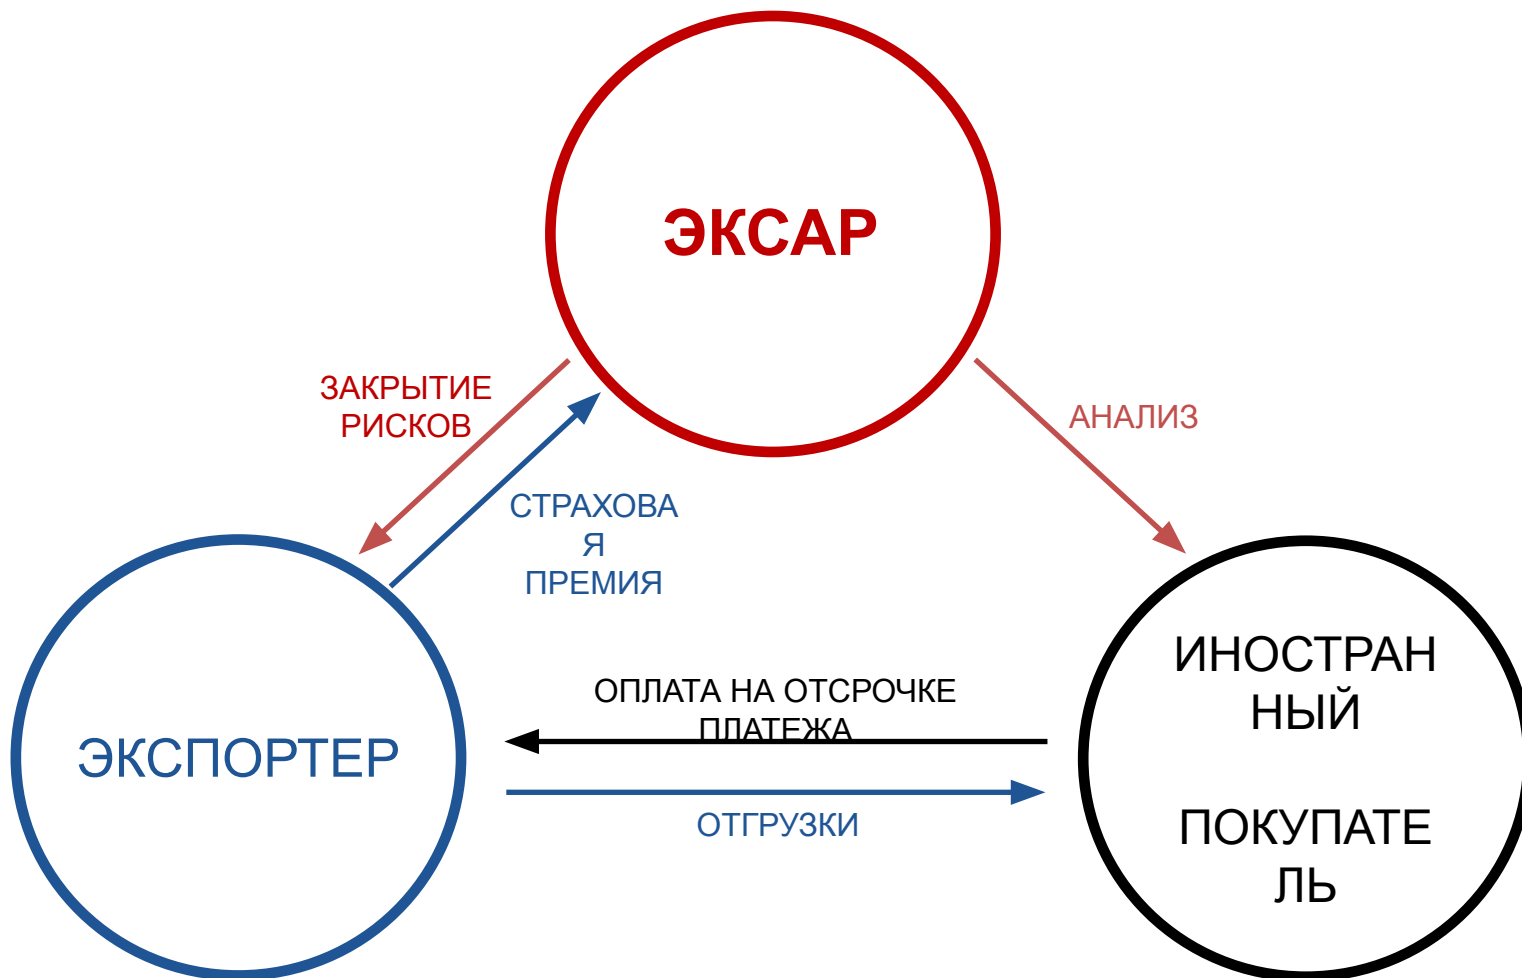 ЭКСАР
ЗАКРЫТИЕ
РИСКОВ
АНАЛИЗ
СТРАХОВА
Я
ПРЕМИЯ
ИНОСТРАН
НЫЙ
ПОКУПАТЕ
ЛЬ
ОПЛАТА НА ОТСРОЧКЕ
ПЛАТЕЖА
ЭКСПОРТЕР
ОТГРУЗКИ